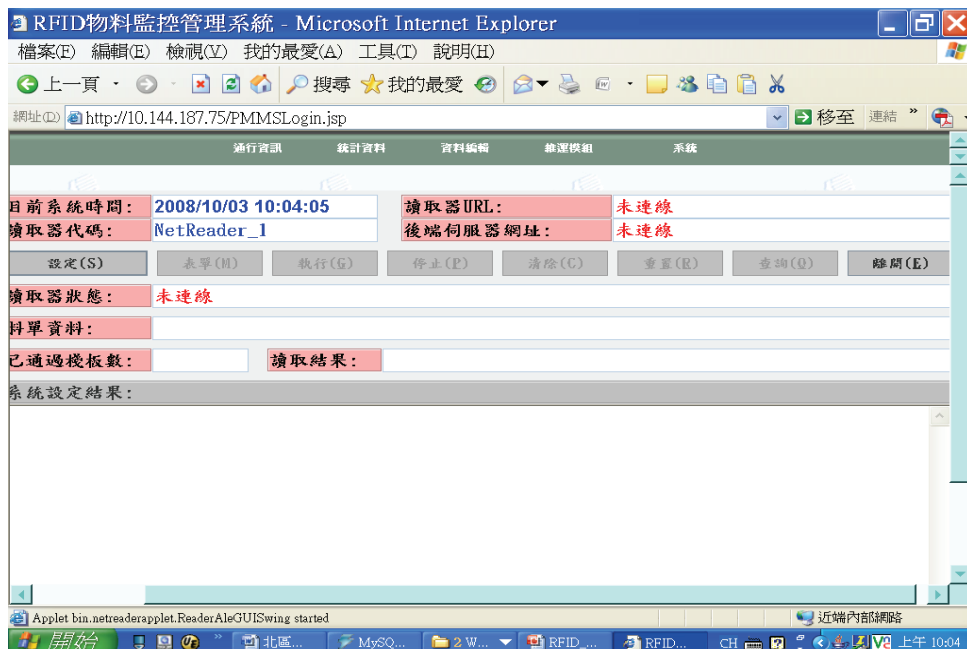 RFID物料監控管理系統 - Microsoft Internet Explorer
檔案(F) 編輯(E) 檢視(V) 我的最愛(A) 工具(T) 說明(H)
上一頁 搜尋 我的最愛
網址(D) http://10.144.187.75/PMMSLogin.jsp 移至 連結 »
通行資訊 統計資料 資料編輯 維運模組 系統
目前系統時間: 2008/10/03 10:04:05 讀取器URL: 未連線
讀取器代碼: NetReader_1 後端伺服器網址: 未連線
設定(S) 表單(M) 執行(G) 停止(P) 清除(C) 重置(R) 查詢(Q) 離開(E)
讀取器狀態: 未連線
料單資料:
已通過棧板數: 讀取結果:
系統設定結果:
Applet bin.netreaderapplet.ReaderAleGUISwing started 近端內部網路
開始 » 北區... MySQ... 2 W... RFID_... RFID... CH 上午 10:04